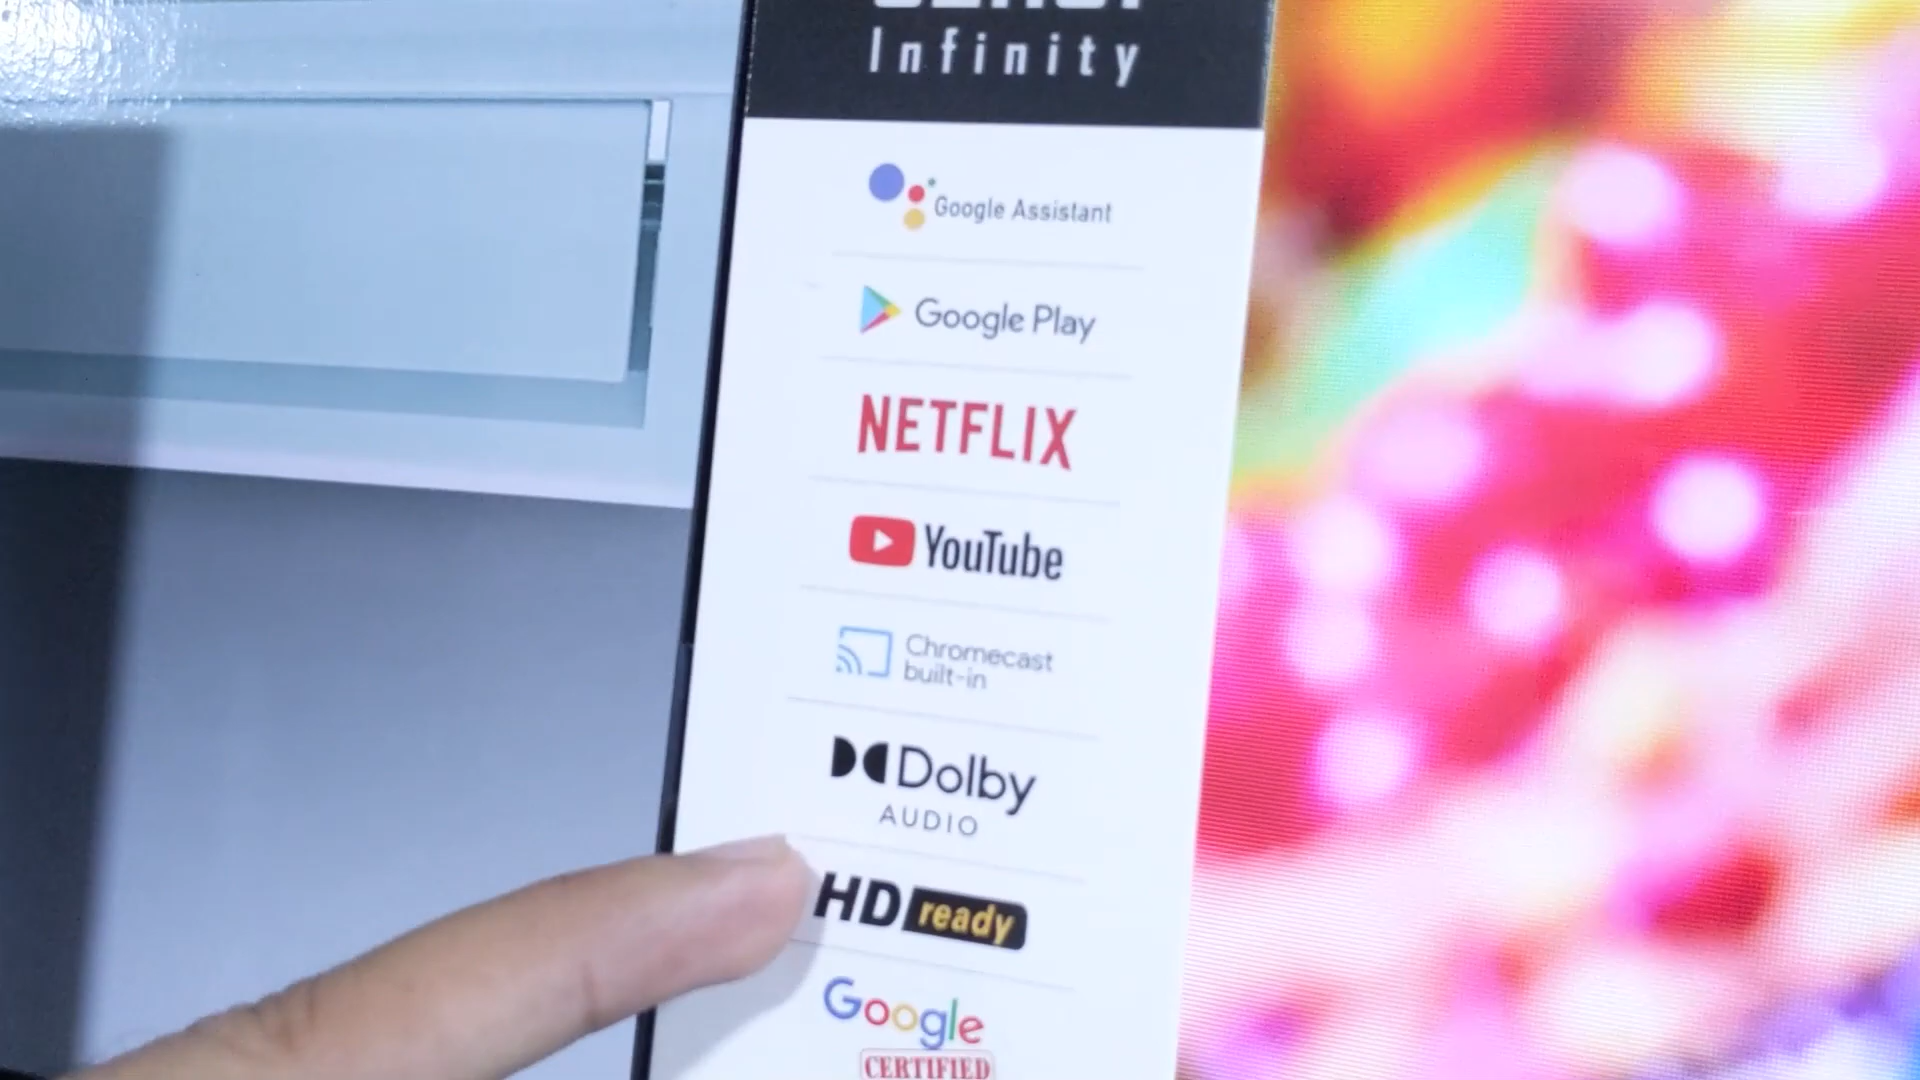 Infinity
Google Assistant
Google Play
NETFLIX
YouTube
Chromecast
built-in
Dolby
AUDIO
HD ready
Google
CERTIFIED